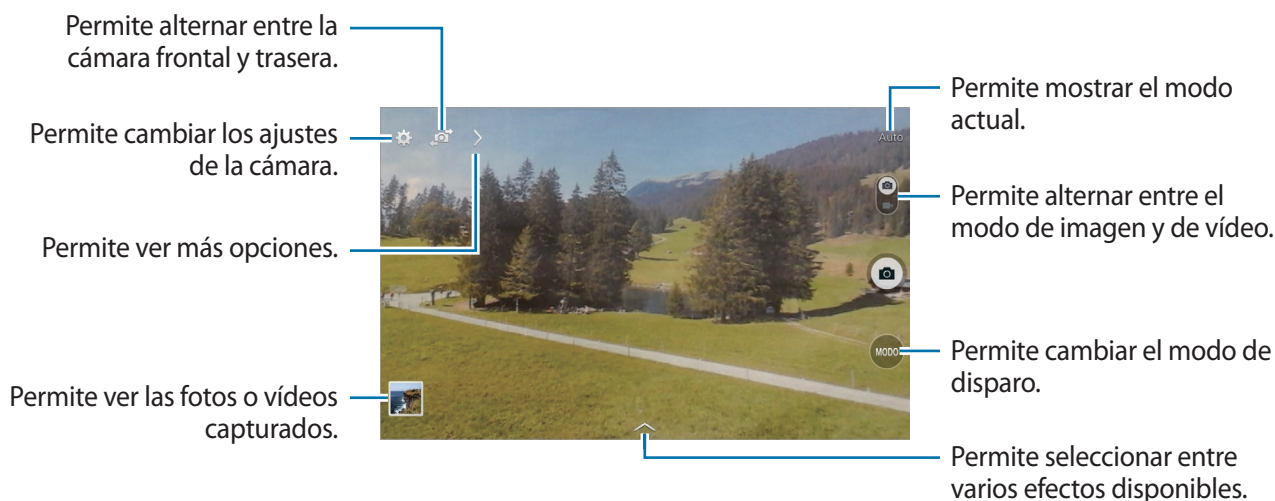 Permite alternar entre la
cámara frontal y trasera.
Permite cambiar los ajustes
de la cámara.
Permite ver más opciones.
Permite ver las fotos o vídeos
capturados.
Permite mostrar el modo
actual.
Auto
Permite alternar entre el
modo de imagen y de vídeo.
MODO
Permite cambiar el modo de
disparo.
Permite seleccionar entre
varios efectos disponibles.